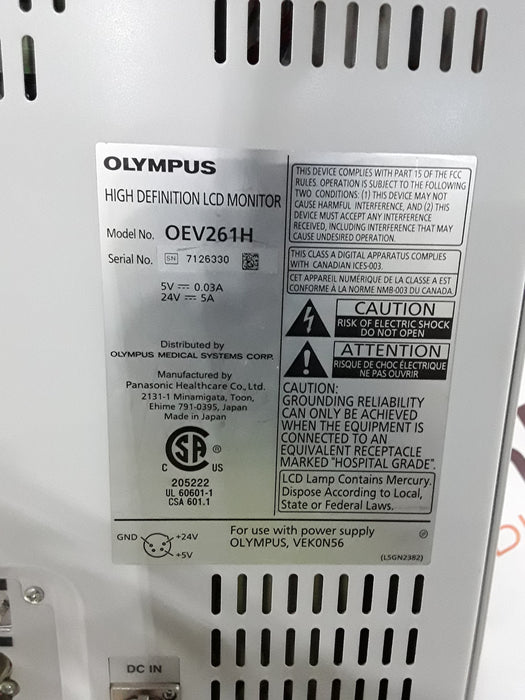 OLYMPUS
HIGH DEFINITION LCD MONITOR
Model No. OEV261H
Serial No. SN 7126330
5V ⎓ 0.03A
24V ⎓ 5A
Distributed by
OLYMPUS MEDICAL SYSTEMS CORP.
Manufactured by
Panasonic Healthcare Co., Ltd.
2131-1 Minamigata, Toon,
Ehime 791-0395, Japan
Made in Japan
SA ®
C US
205222
UL 60601-1
CSA 601.1
THIS DEVICE COMPLIES WITH PART 15 OF THE FCC
RULES. OPERATION IS SUBJECT TO THE FOLLOWING
TWO CONDITIONS: (1) THIS DEVICE MAY NOT
CAUSE HARMFUL INTERFERENCE, AND (2) THIS
DEVICE MUST ACCEPT ANY INTERFERENCE
RECEIVED, INCLUDING INTERFERENCE THAT MAY
CAUSE UNDESIRED OPERATION.
THIS CLASS A DIGITAL APPARATUS COMPLIES
WITH CANADIAN ICES-003.
CET APPAREIL NUMÉRIQUE DE LA CLASSE A EST
CONFORME À LA NORME NMB-003 DU CANADA
CAUTION
RISK OF ELECTRIC SHOCK
DO NOT OPEN
ATTENTION
RISQUE DE CHOC ÉLECTRIQUE
NE PAS OUVRIR
CAUTION:
GROUNDING RELIABILITY
CAN ONLY BE ACHIEVED
WHEN THE EQUIPMENT IS
CONNECTED TO AN
EQUIVALENT RECEPTACLE
MARKED "HOSPITAL GRADE".
LCD Lamp Contains Mercury.
Dispose According to Local,
State or Federal Laws.
GND +24V
+5V
For use with power supply
OLYMPUS, VEK0N56
(L5GN2382)
DC IN